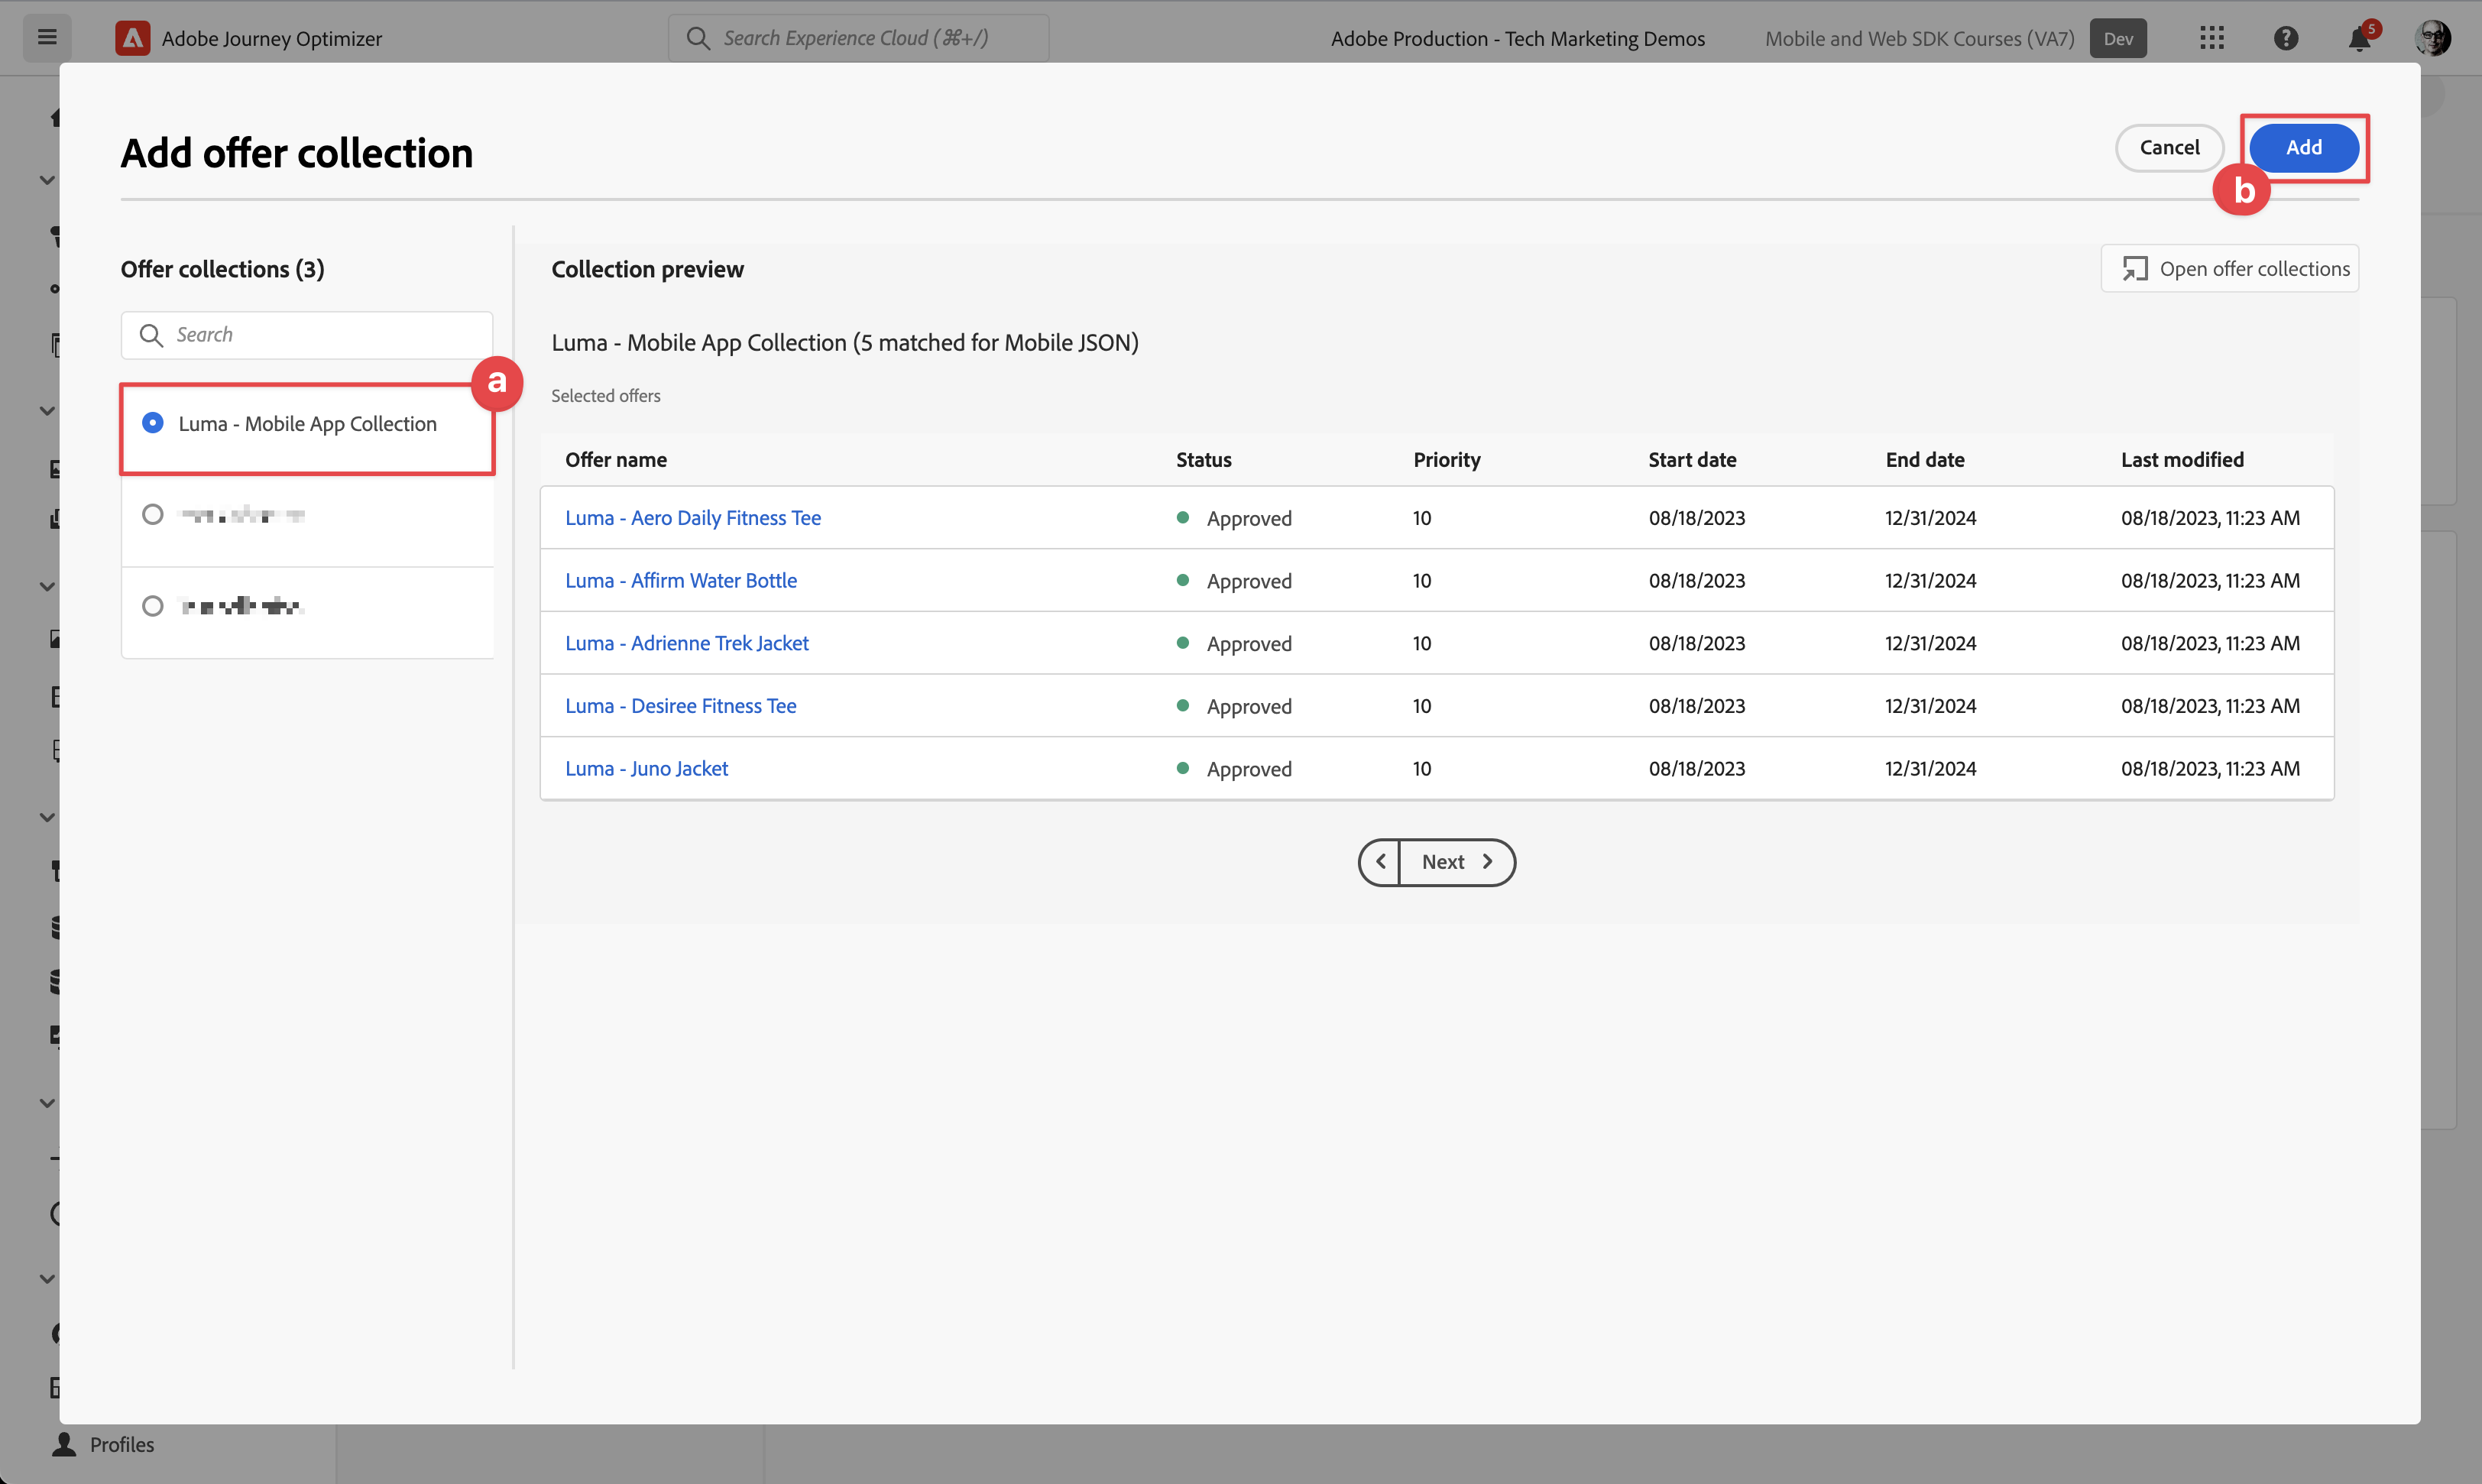 Adobe Journey Optimizer
Search Experience Cloud (⌘+/)
Adobe Production - Tech Marketing Demos
Mobile and Web SDK Courses (VA7)
Dev
5
Add offer collection
Cancel
Add
b
Offer collections (3)
Search
a
Luma - Mobile App Collection
Collection preview
Open offer collections
Luma - Mobile App Collection (5 matched for Mobile JSON)
Selected offers
Offer name Status Priority Start date End date Last modified
Luma - Aero Daily Fitness Tee Approved 10 08/18/2023 12/31/2024 08/18/2023, 11:23 AM
Luma - Affirm Water Bottle Approved 10 08/18/2023 12/31/2024 08/18/2023, 11:23 AM
Luma - Adrienne Trek Jacket Approved 10 08/18/2023 12/31/2024 08/18/2023, 11:23 AM
Luma - Desiree Fitness Tee Approved 10 08/18/2023 12/31/2024 08/18/2023, 11:23 AM
Luma - Juno Jacket Approved 10 08/18/2023 12/31/2024 08/18/2023, 11:23 AM
Next
Profiles